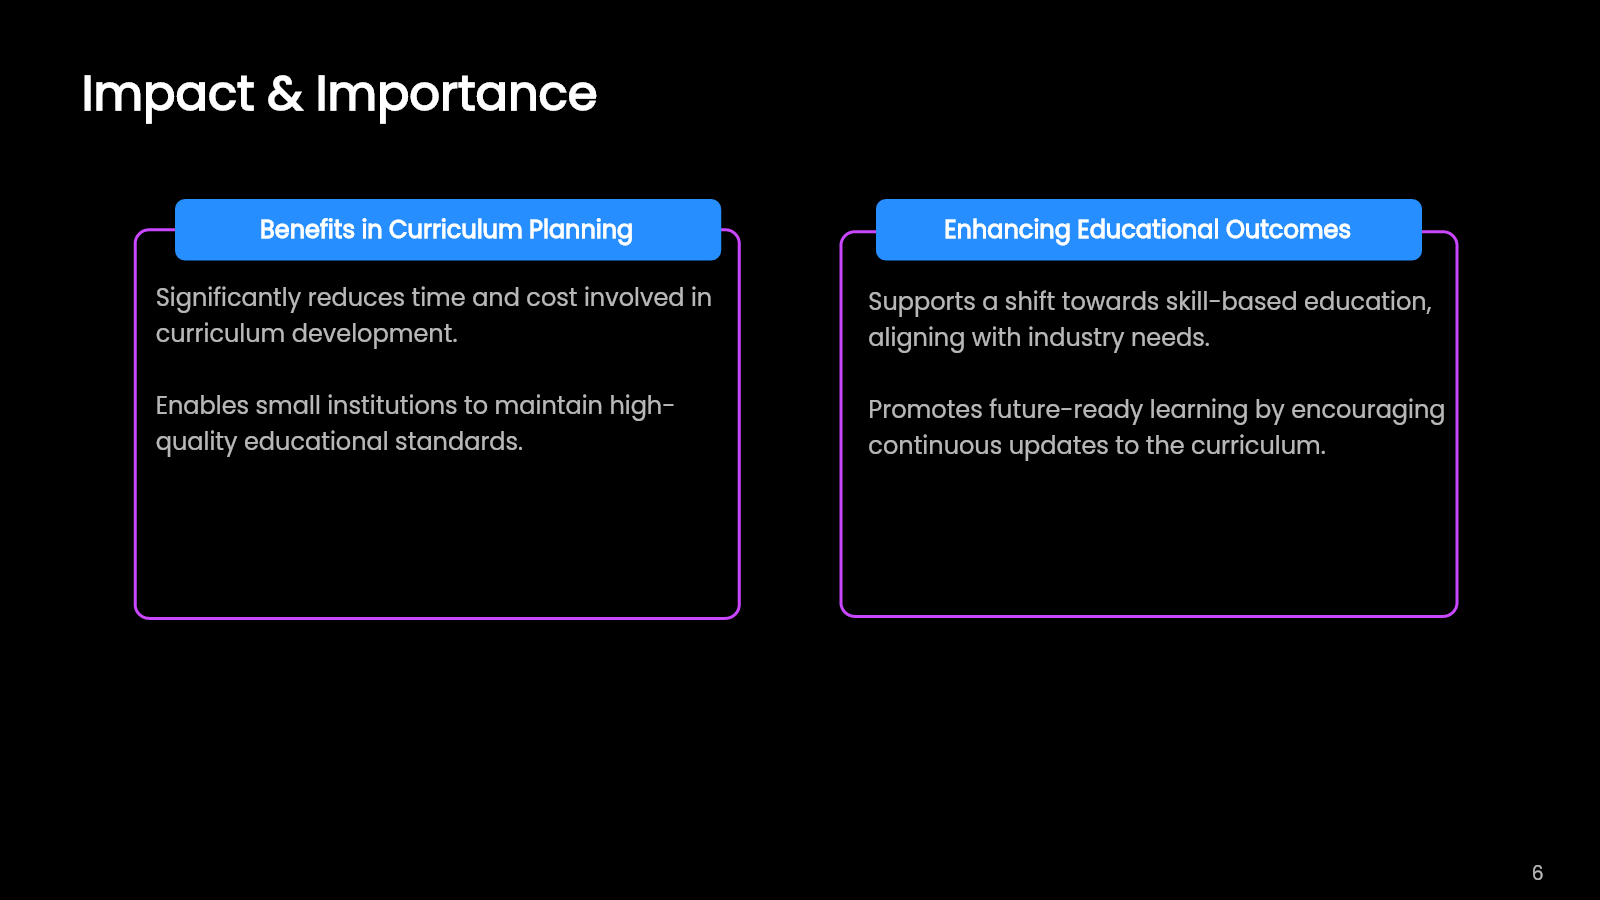 Impact & Importance
Benefits in Curriculum Planning
Significantly reduces time and cost involved in
curriculum development.
Enables small institutions to maintain high-
quality educational standards.
Enhancing Educational Outcomes
Supports a shift towards skill-based education,
aligning with industry needs.
Promotes future-ready learning by encouraging
continuous updates to the curriculum.
6